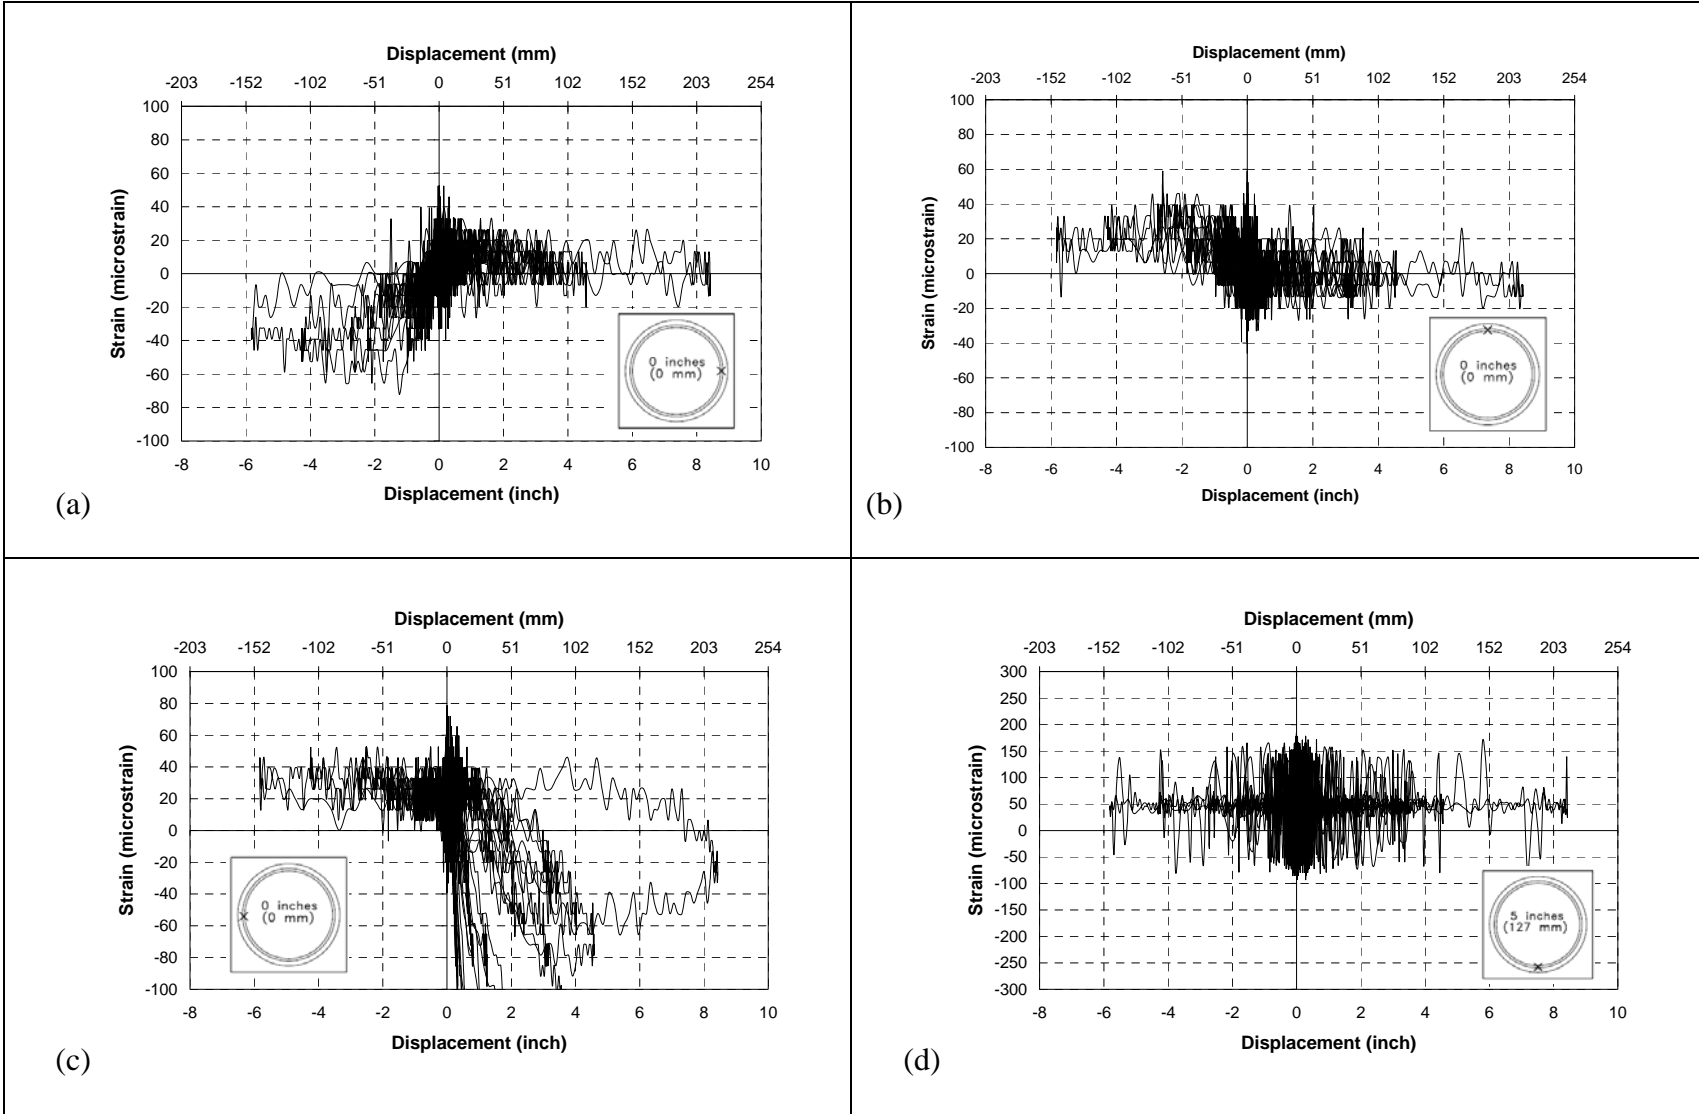 Displacement (mm)
-203 -152 -102 -51 0 51 102 152 203 254
100
80
60
40
20
0
-20
-40
-60
-80
-100
Strain (microstrain)
0 inches
(0 mm)
-8 -6 -4 -2 0 2 4 6 8 10
Displacement (inch)
(a)
Displacement (mm)
-203 -152 -102 -51 0 51 102 152 203 254
100
80
60
40
20
0
-20
-40
-60
-80
-100
Strain (microstrain)
0 inches
(0 mm)
-8 -6 -4 -2 0 2 4 6 8 10
Displacement (inch)
(b)
Displacement (mm)
-203 -152 -102 -51 0 51 102 152 203 254
100
80
60
40
20
0
-20
-40
-60
-80
-100
Strain (microstrain)
0 inches
(0 mm)
-8 -6 -4 -2 0 2 4 6 8 10
Displacement (inch)
(c)
Displacement (mm)
-203 -152 -102 -51 0 51 102 152 203 254
300
250
200
150
100
50
0
-50
-100
-150
-200
-250
-300
Strain (microstrain)
5 inches
(127 mm)
-8 -6 -4 -2 0 2 4 6 8 10
Displacement (inch)
(d)